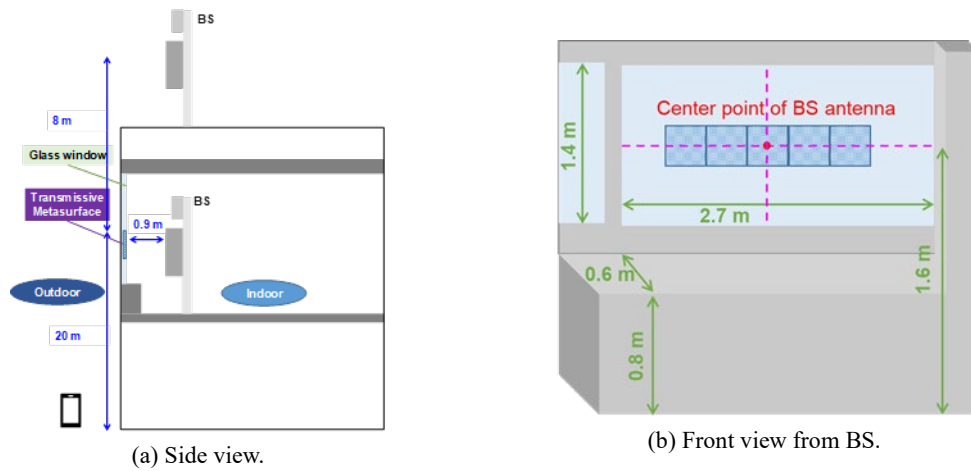 BS
8 m
Glass window
Transmissive
Metasurface
BS
0.9 m
Outdoor
Indoor
20 m
(a) Side view.
Center point of BS antenna
1.4 m
2.7 m
0.6 m
1.6 m
0.8 m
(b) Front view from BS.